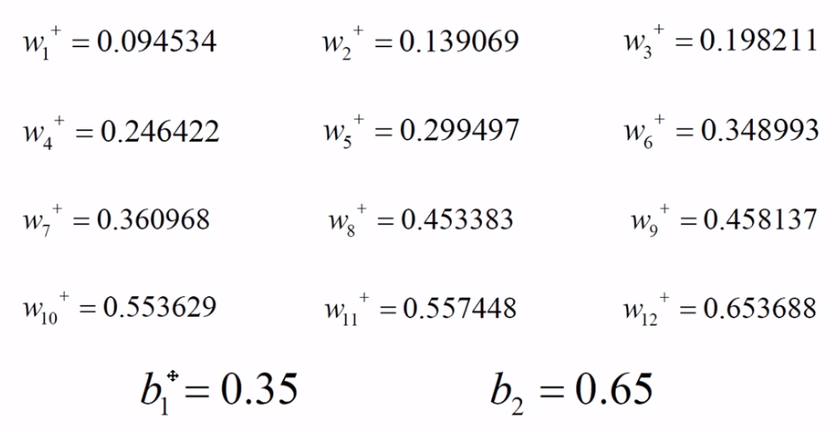 w₁⁺ = 0.094534 w₂⁺ = 0.139069 w₃⁺ = 0.198211
w₄⁺ = 0.246422 w₅⁺ = 0.299497 w₆⁺ = 0.348993
w₇⁺ = 0.360968 w₈⁺ = 0.453383 w₉⁺ = 0.458137
w₁₀⁺ = 0.553629 w₁₁⁺ = 0.557448 w₁₂⁺ = 0.653688
b₁ = 0.35 b₂ = 0.65